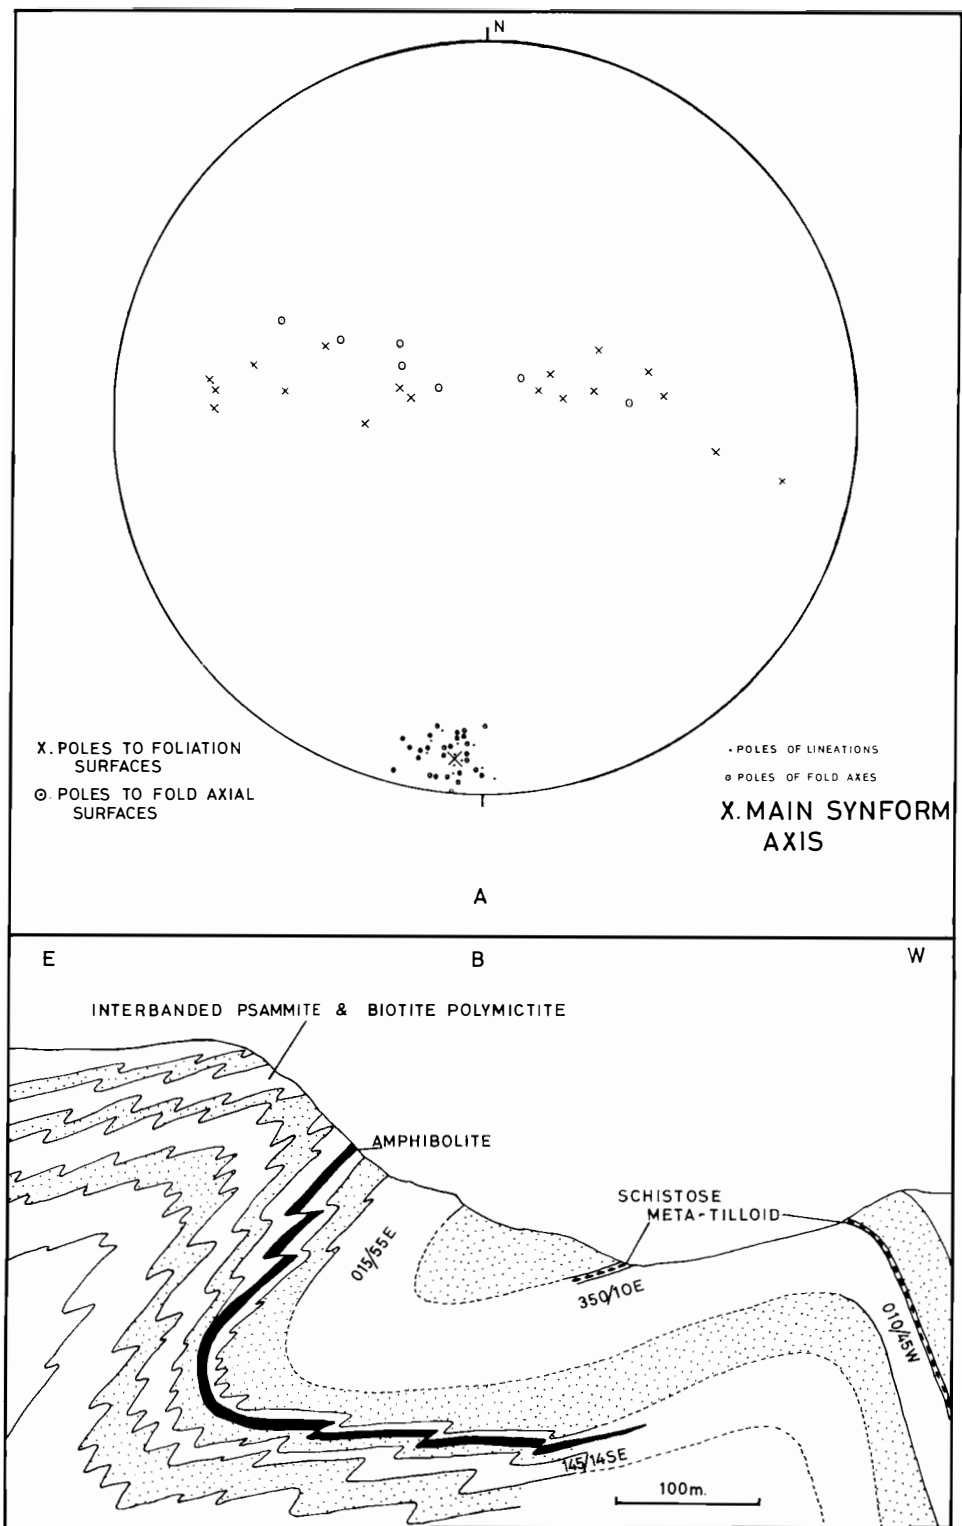 N
X. POLES TO FOLIATION
SURFACES
⊙. POLES TO FOLD AXIAL
SURFACES
. POLES OF LINEATIONS
o POLES OF FOLD AXES
X. MAIN SYNFORM
AXIS
A
E
B
W
INTERBANDED PSAMMITE & BIOTITE POLYMICTITE
AMPHIBOLITE
SCHISTOSE
META-TILLOID
015/55E
350/10E
010/45W
145/14SE
100m.